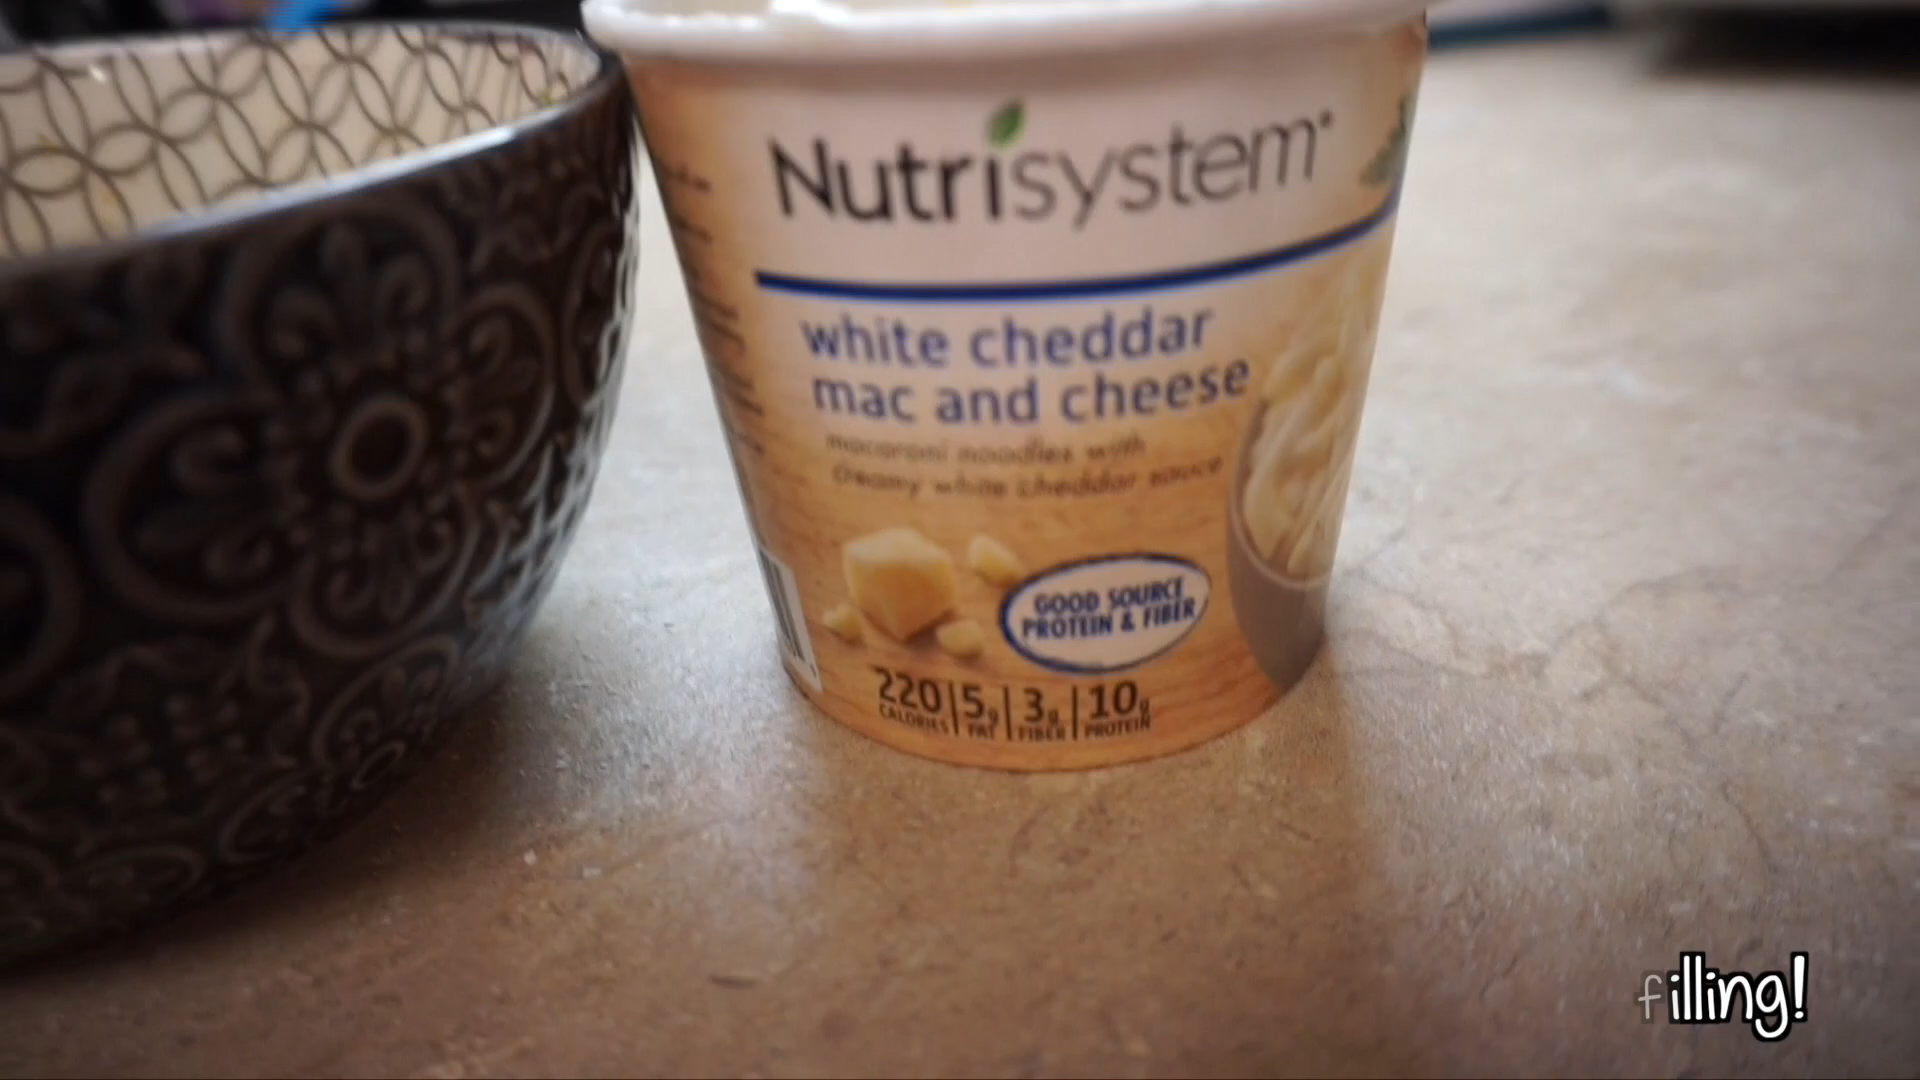 Nutrisystem
white cheddar
mac and cheese
macaroni noodles with
creamy white cheddar sauce
GOOD SOURCE
PROTEIN & FIBER
220 | 5g | 3g | 10g
CALORIES FAT FIBER PROTEIN
filling!